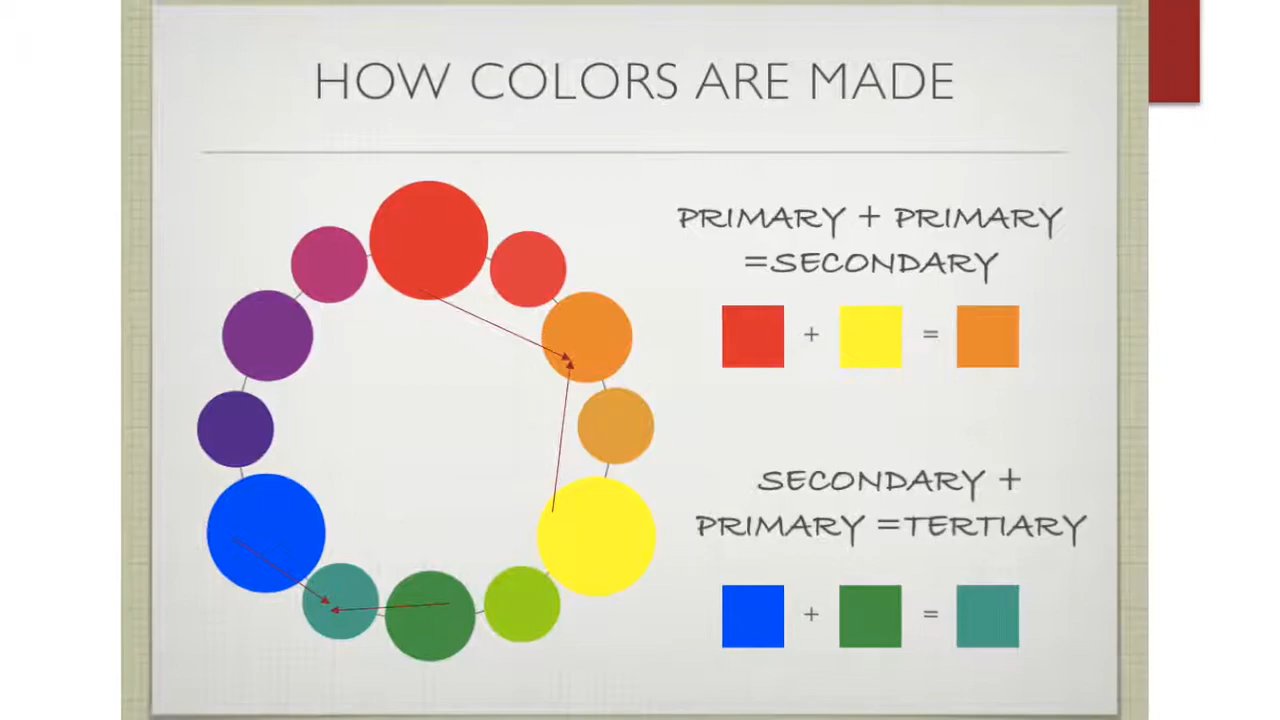 HOW COLORS ARE MADE
PRIMARY + PRIMARY
=SECONDARY
+ =
SECONDARY +
PRIMARY =TERTIARY
+ =